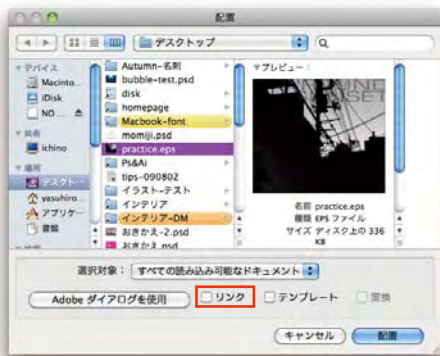 配置
デスクトップ
デバイス
Macinto…
iDisk
NO …
共有
ichino
場所
デスクト…
yasuhiro…
アプリケ…
書類
Autumn-名刺
bubble-test.psd
disk
homepage
Macbook-font
momiji.psd
practice.eps
Ps&Ai
tips-090802
イラスト-テスト
インテリア
インテリア-DM
おきかえ-2.psd
おきかえ.psd
プレビュー：
名前 practice.eps
種類 EPS ファイル
サイズ ディスク上の 336
KB
選択対象： すべての読み込み可能なドキュメント
Adobe ダイアログを使用 リンク テンプレート 置換
キャンセル 配置